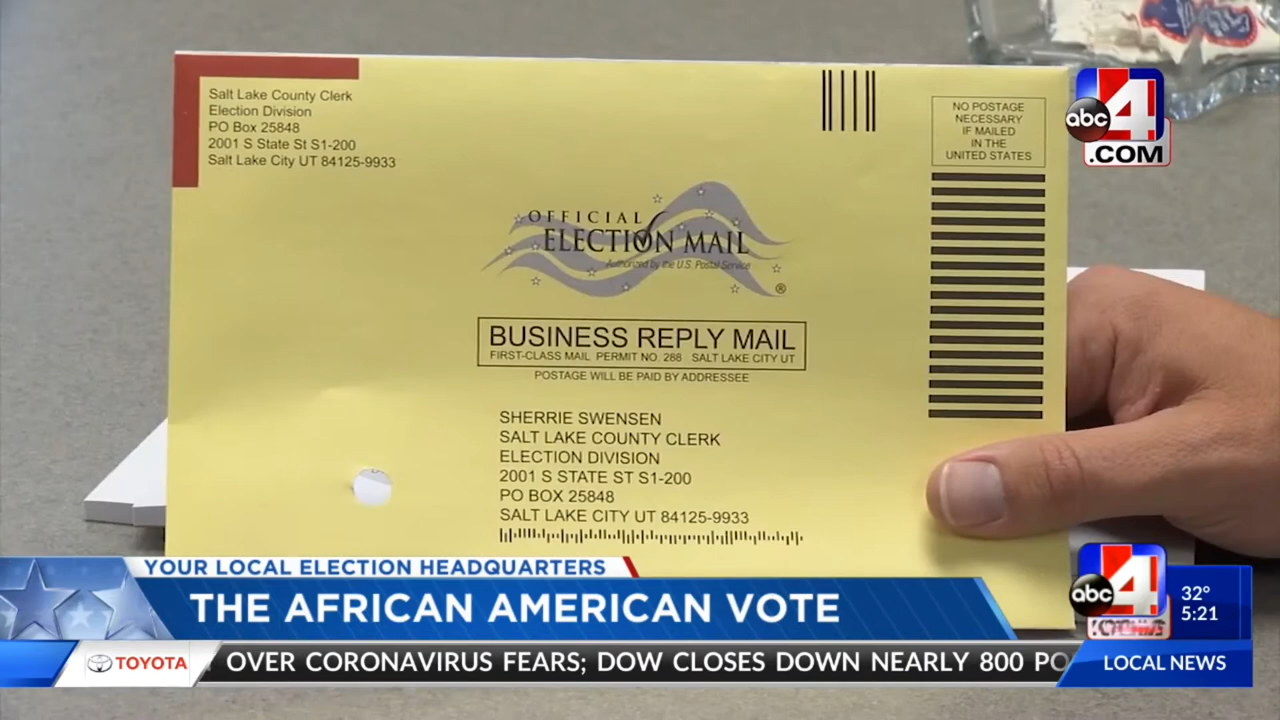 Salt Lake County Clerk
Election Division
PO Box 25848
2001 S State St S1-200
Salt Lake City UT 84125-9933
NO POSTAGE
NECESSARY
IF MAILED
IN THE
UNITED STATES
abc 4
.COM
OFFICIAL
ELECTION MAIL
Authorized by the U.S. Postal Service
®
BUSINESS REPLY MAIL
FIRST-CLASS MAIL PERMIT NO. 288 SALT LAKE CITY UT
POSTAGE WILL BE PAID BY ADDRESSEE
SHERRIE SWENSEN
SALT LAKE COUNTY CLERK
ELECTION DIVISION
2001 S STATE ST S1-200
PO BOX 25848
SALT LAKE CITY UT 84125-9933
YOUR LOCAL ELECTION HEADQUARTERS
THE AFRICAN AMERICAN VOTE
abc 4
32°
5:21
TOYOTA
OVER CORONAVIRUS FEARS; DOW CLOSES DOWN NEARLY 800 PO
LOCAL NEWS